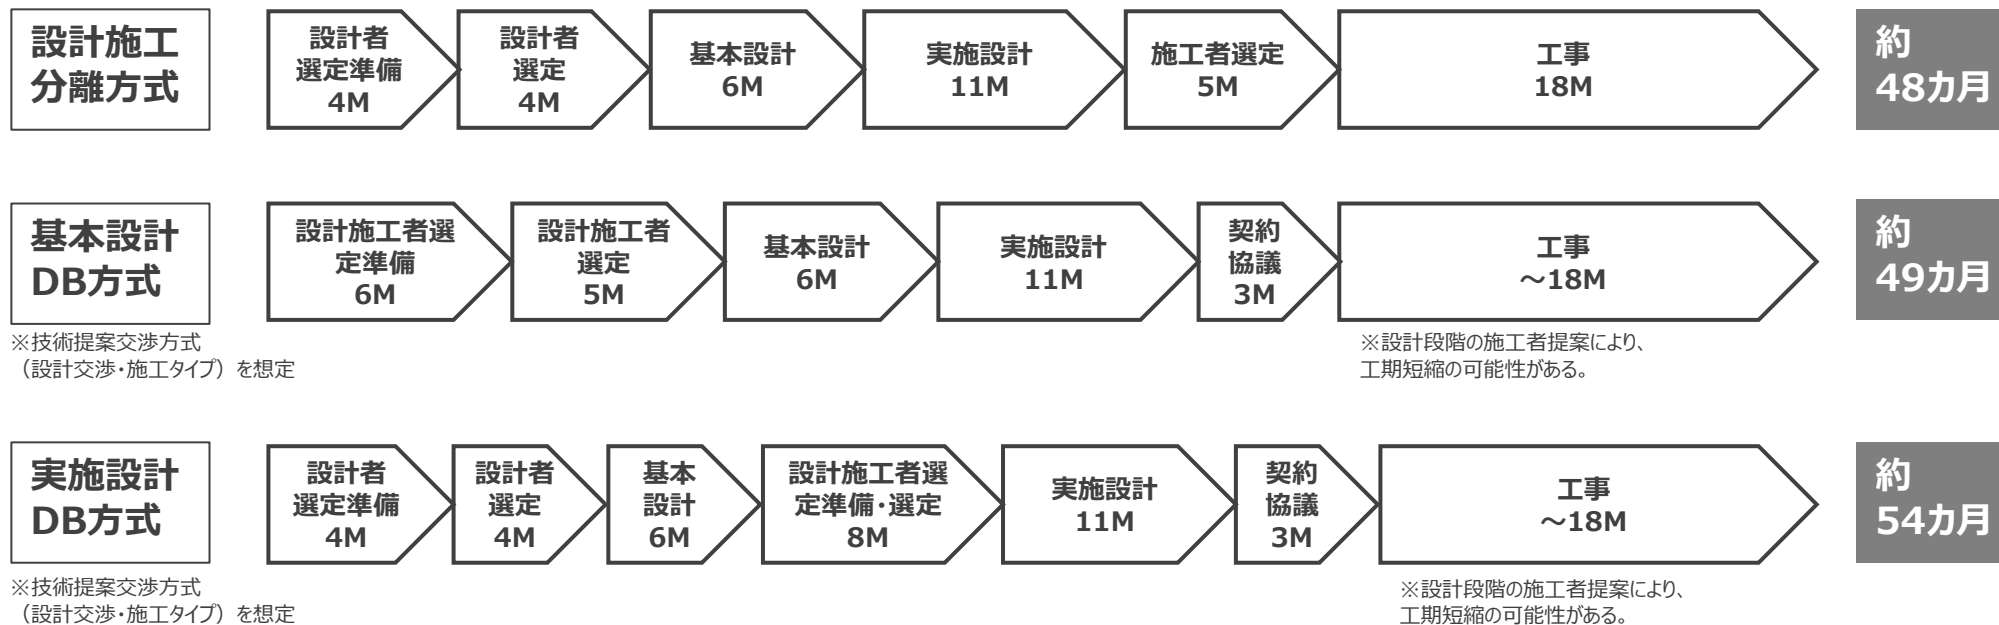 設計施工
分離方式
設計者
選定準備
4M
設計者
選定
4M
基本設計
6M
実施設計
11M
施工者選定
5M
工事
18M
約
48カ月
基本設計
DB方式
※技術提案交渉方式
（設計交渉・施工タイプ）を想定
設計施工者選
定準備
6M
設計施工者
選定
5M
基本設計
6M
実施設計
11M
契約
協議
3M
工事
～18M
※設計段階の施工者提案により、
工期短縮の可能性がある。
約
49カ月
実施設計
DB方式
※技術提案交渉方式
（設計交渉・施工タイプ）を想定
設計者
選定準備
4M
設計者
選定
4M
基本
設計
6M
設計施工者選
定準備・選定
8M
実施設計
11M
契約
協議
3M
工事
～18M
※設計段階の施工者提案により、
工期短縮の可能性がある。
約
54カ月